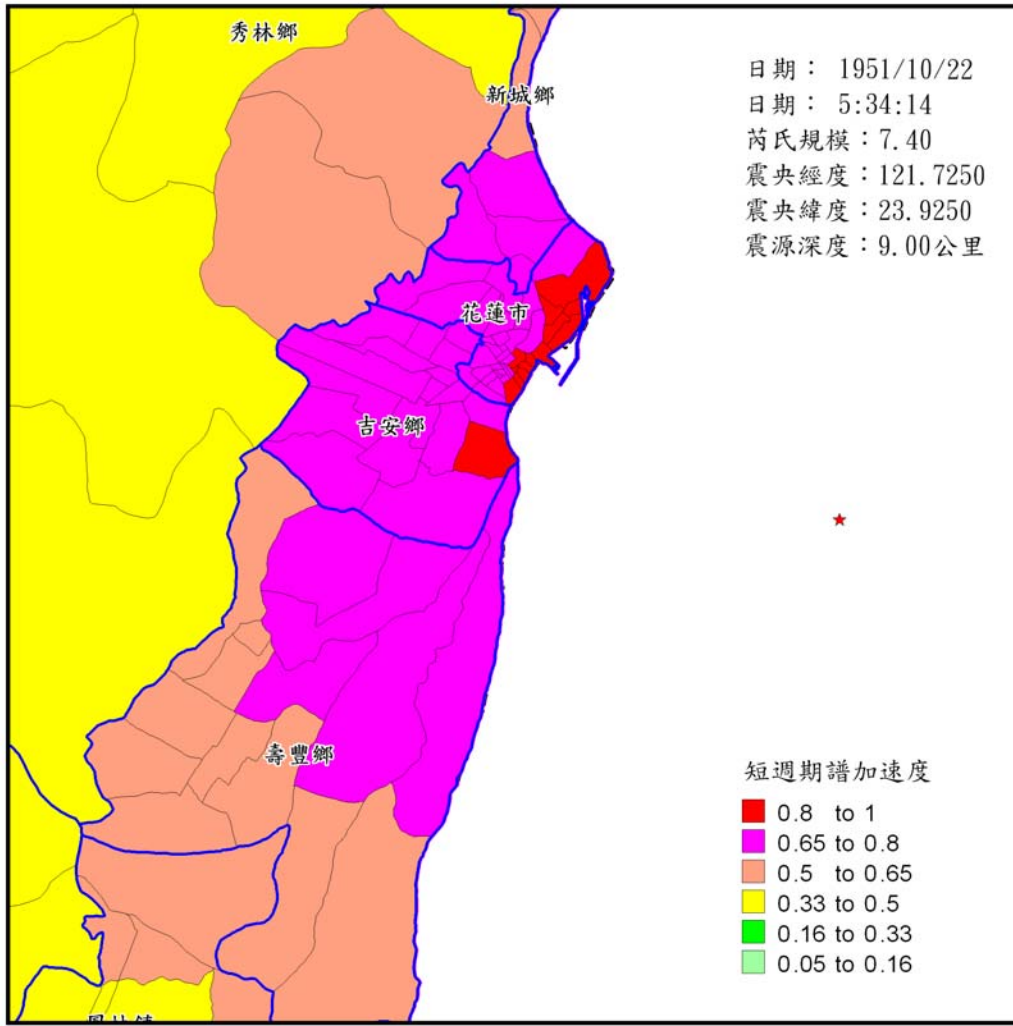 秀林鄉
新城鄉
日期： 1951/10/22
日期： 5:34:14
芮氏規模：7.40
震央經度：121.7250
震央緯度：23.9250
震源深度：9.00公里
花蓮市
吉安鄉
壽豐鄉
短週期譜加速度
0.8 to 1
0.65 to 0.8
0.5 to 0.65
0.33 to 0.5
0.16 to 0.33
0.05 to 0.16
鳳林鎮